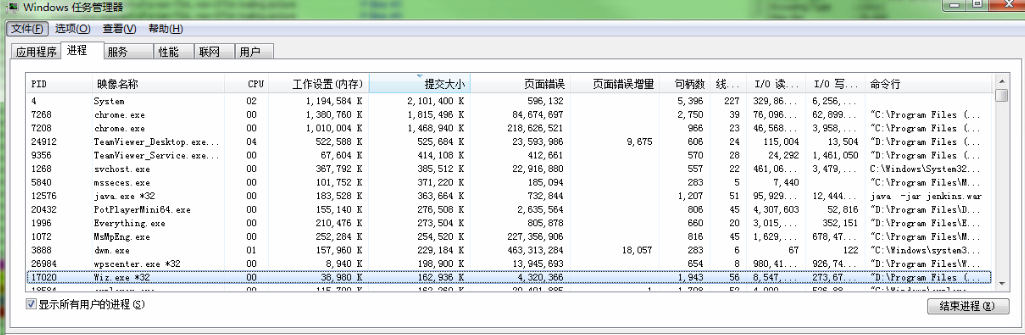 Windows 任务管理器
文件(F) 选项(O) 查看(V) 帮助(H)
应用程序 进程 服务 性能 联网 用户
PID 映像名称 CPU 工作设置(内存) 提交大小 页面错误 页面错误增量 句柄数 线... I/O 读... I/O 写... 命令行
4 System 02 1,194,584 K 2,101,400 K 596,132 5,396 227 329,86... 6,256,...
7268 chrome.exe 00 1,380,760 K 1,815,496 K 84,674,697 2,750 39 76,096... 62,899... "C:\Program Files (...
7208 chrome.exe 00 1,010,004 K 1,468,940 K 218,626,521 966 23 46,568... 3,958,... "C:\Program Files (...
24912 TeamViewer_Desktop.exe... 04 522,588 K 525,684 K 23,593,986 9,675 606 24 115,004 13,504 "D:\Program Files (...
9356 TeamViewer_Service.exe... 00 67,604 K 414,108 K 412,661 570 28 24,292 1,461,050 "D:\Program Files (...
1268 svchost.exe 00 367,792 K 385,512 K 22,916,880 557 22 461,06... 3,479,... C:\Windows\System32...
5840 msseces.exe 00 101,752 K 371,220 K 185,094 283 5 7,440 "C:\Program Files\M...
12576 java.exe *32 00 183,528 K 363,664 K 732,844 1,207 51 95,929... 12,444... java -jar jenkins.war
20432 PotPlayerMini64.exe 00 155,140 K 276,508 K 2,635,564 806 45 4,307,603 52,816 "D:\Program Files\D...
1996 Everything.exe 00 210,476 K 273,504 K 805,878 660 20 3,015,... 352,151 "D:\Program Files\E...
1072 MsMpEng.exe 00 252,284 K 254,520 K 227,356,906 816 45 1,629,... 678,47... "C:\Program Files\M...
3888 dwm.exe 01 157,960 K 229,184 K 463,313,284 18,057 283 6 67 122 "C:\Windows\system3...
26984 wpscenter.exe *32 00 8,940 K 198,900 K 13,945,693 654 8 980,41... 926,74... "D:\Program Files\W...
17020 Wiz.exe *32 00 38,980 K 162,936 K 4,320,366 1,943 56 8,547,... 273,67... "D:\Program Files (...
显示所有用户的进程(S) 结束进程(E)